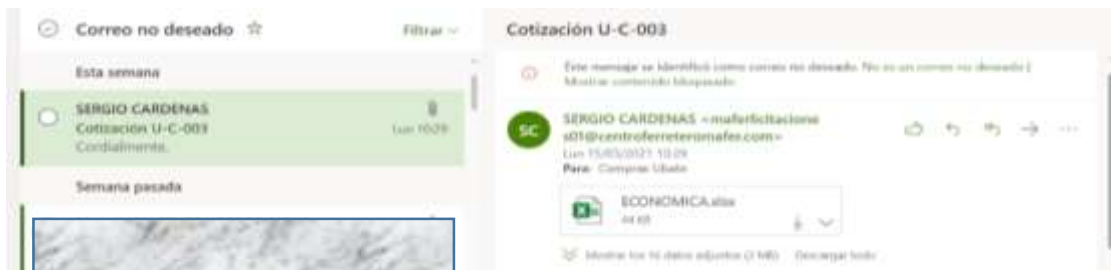 Correo no deseado
Filtrar
Esta semana
SERGIO CARDENAS
Cotización U-C-003
Lun 10:29
Cordialmente,
Semana pasada
Cotización U-C-003
Este mensaje se identificó como correo no deseado. No es un correo no deseado |
Mostrar contenido bloqueado
SC
SERGIO CARDENAS <maferlicitacione
s01@centroferreteromafer.com>
Lun 15/03/2021 10:29
Para: Compras Ubate
ECONOMICA.xlsx
44 KB
Mostrar los 16 datos adjuntos (2 MB) Descargar todo